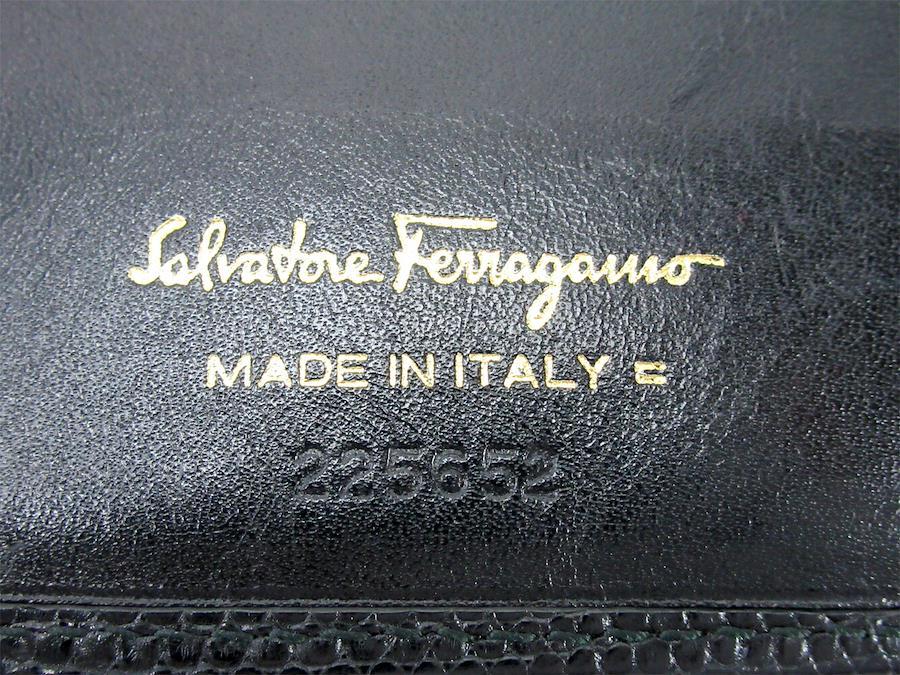 Salvatore Ferragamo
MADE IN ITALY =
225652